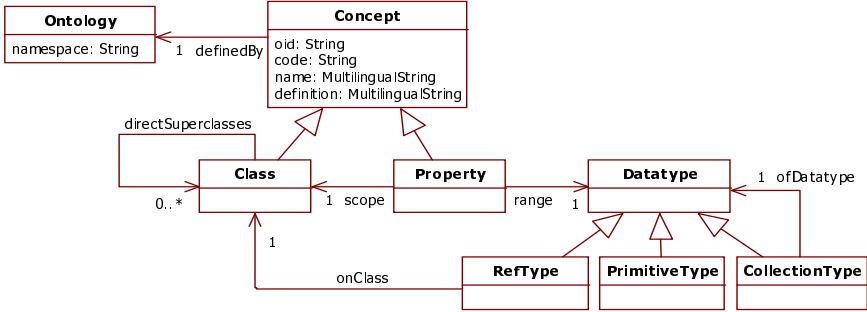 Ontology
namespace: String
1 definedBy
Concept
oid: String
code: String
name: MultilingualString
definition: MultilingualString
directSuperclasses
0..*
Class
1 scope
Property
range
1
Datatype
1 ofDatatype
1
onClass
RefType
PrimitiveType
CollectionType